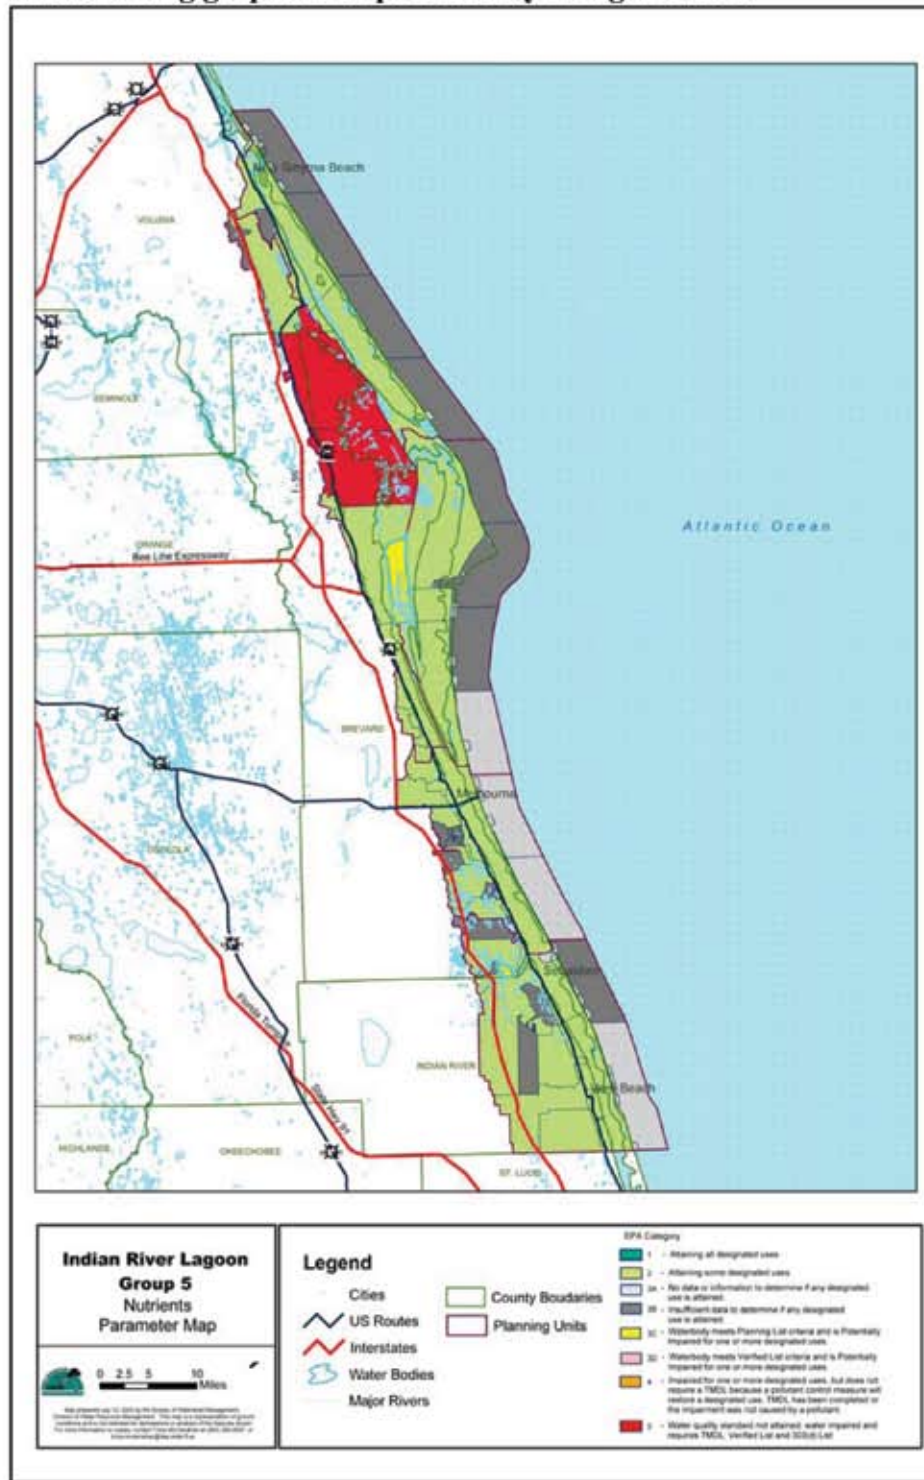 New Smyrna Beach
I-4
VOLUSIA
SEMINOLE
I-95
ORANGE
Bee Line Expressway
Atlantic Ocean
BREVARD
Melbourne
OSCEOLA
Sebastian
Florida Turnpike
POLK
INDIAN RIVER
Vero Beach
State Hwy 91
HIGHLANDS
OKEECHOBEE
ST. LUCIE
Indian River Lagoon
Group 5
Nutrients
Parameter Map
0 2.5 5 10
Miles
Legend
Cities
US Routes
Interstates
Water Bodies
Major Rivers
County Boudaries
Planning Units
EPA Category
1 - Attaining all designated uses
2 - Attaining some designated uses
3A - No data or information to determine if any designated
use is attained.
3B - Insufficient data to determine if any designated
use is attained
3C - Waterbody meets Planning List criteria and is Potentially
Impaired for one or more designated uses.
3D - Waterbody meets Verified List criteria and is Potentially
Impaired for one or more designated uses.
4 - Impaired for one or more designated uses, but does not
require a TMDL because a pollutant control measure will
restore a designated use, TMDL has been completed or
the impairment was not caused by a pollutant.
5 - Water quality standard not attained; water impaired and
requires TMDL; Verified List and 303(d) List